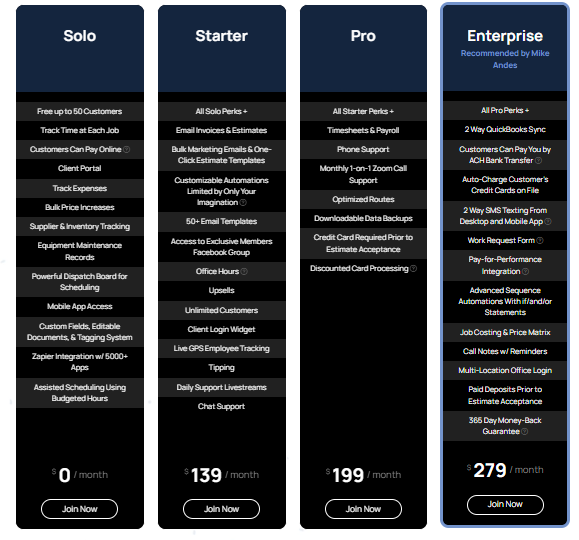 Solo
Free up to 50 Customers
Track Time at Each Job
Customers Can Pay Online ?
Client Portal
Track Expenses
Bulk Price Increases
Supplier & Inventory Tracking
Equipment Maintenance
Records
Powerful Dispatch Board for
Scheduling
Mobile App Access
Custom Fields, Editable
Documents, & Tagging System
Zapier Integration w/ 5000+
Apps
Assisted Scheduling Using
Budgeted Hours
$0 / month
Join Now
Starter
All Solo Perks +
Email Invoices & Estimates
Bulk Marketing Emails & One-
Click Estimate Templates
Customizable Automations
Limited by Only Your
Imagination ?
50+ Email Templates
Access to Exclusive Members
Facebook Group
Office Hours ?
Upsells
Unlimited Customers
Client Login Widget
Live GPS Employee Tracking
Tipping
Daily Support Livestreams
Chat Support
$139 / month
Join Now
Pro
All Starter Perks +
Timesheets & Payroll
Phone Support
Monthly 1-on-1 Zoom Call
Support
Optimized Routes
Downloadable Data Backups
Credit Card Required Prior to
Estimate Acceptance
Discounted Card Processing ?
$199 / month
Join Now
Enterprise
Recommended by Mike
Andes
All Pro Perks +
2 Way QuickBooks Sync
Customers Can Pay You by
ACH Bank Transfer ?
Auto-Charge Customer's
Credit Cards on File
2 Way SMS Texting From
Desktop and Mobile App ?
Work Request Form ?
Pay-for-Performance
Integration ?
Advanced Sequence
Automations With if/and/or
Statements
Job Costing & Price Matrix
Call Notes w/ Reminders
Multi-Location Office Login
Paid Deposits Prior to
Estimate Acceptance
365 Day Money-Back
Guarantee ?
$279 / month
Join Now